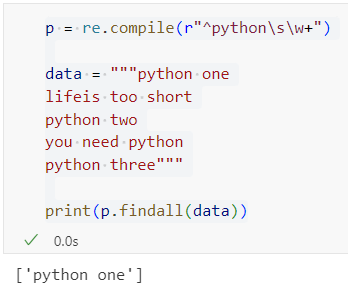 p = re.compile(r"^python\s\w+")
data = """python one
lifeis too short
python two
you need python
python three"""
print(p.findall(data))
0.0s
['python one']